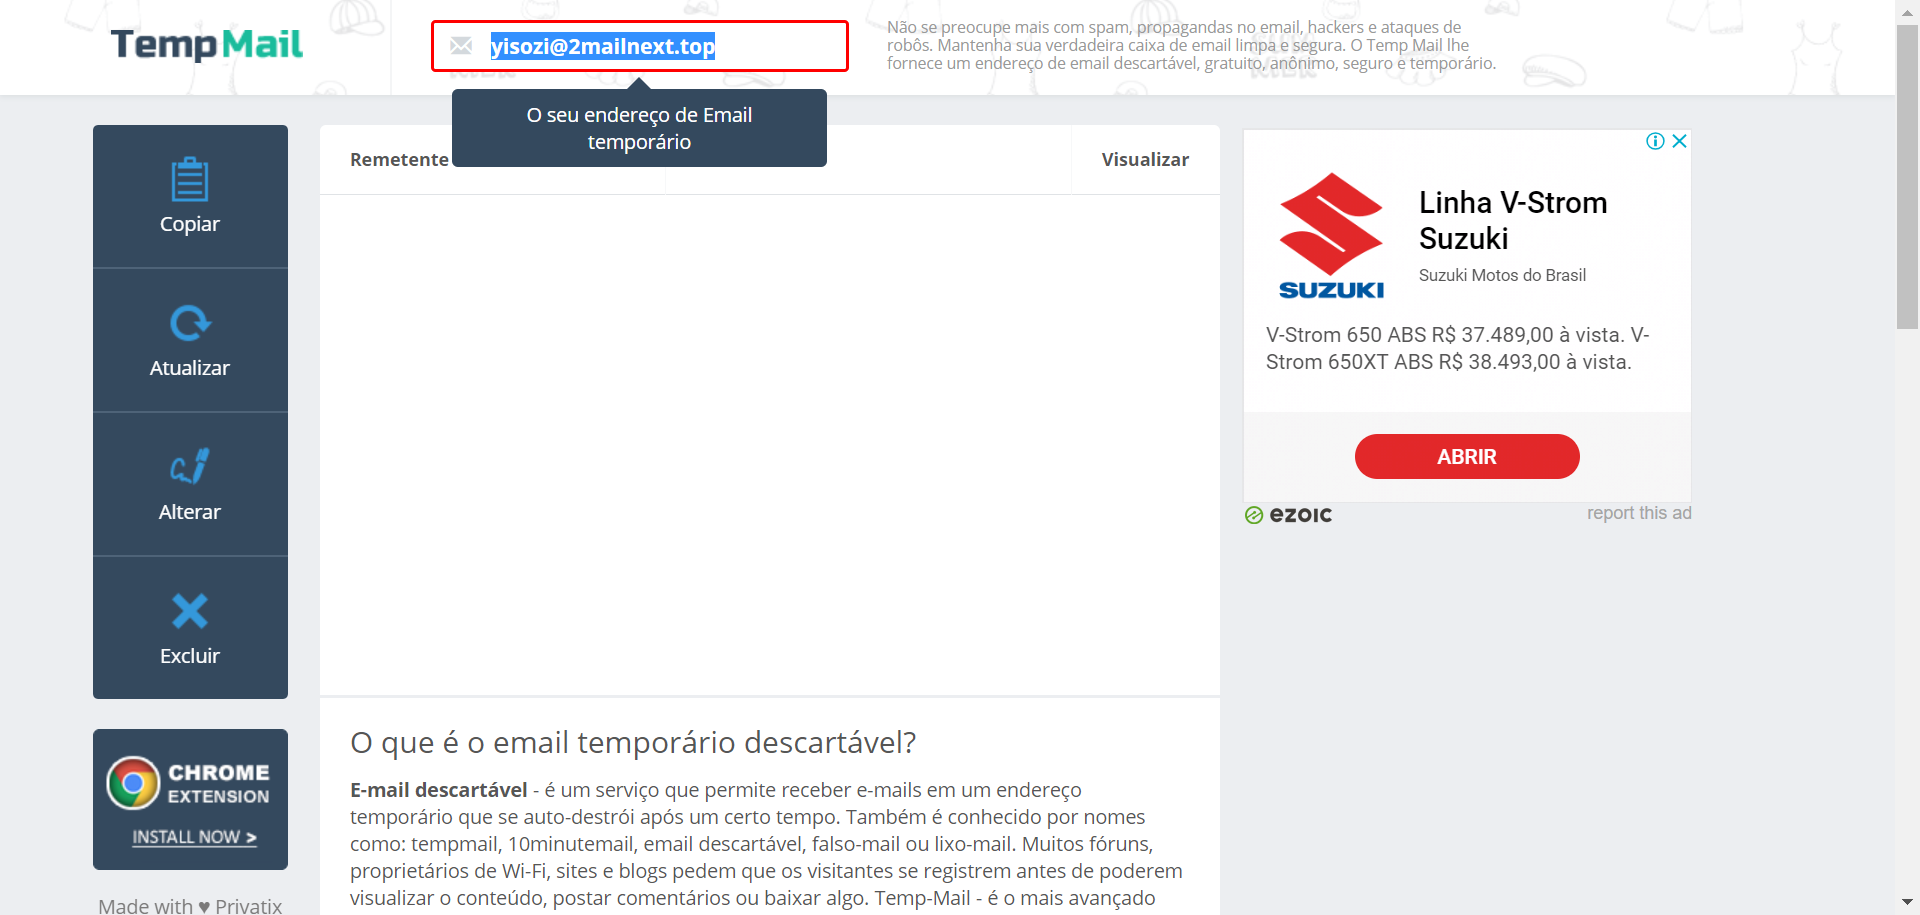 TempMail
yisozi@2mailnext.top
Não se preocupe mais com spam, propagandas no email, hackers e ataques de
robôs. Mantenha sua verdadeira caixa de email limpa e segura. O Temp Mail lhe
fornece um endereço de email descartável, gratuito, anônimo, seguro e temporário.
O seu endereço de Email
temporário
Copiar
Atualizar
Alterar
Excluir
CHROME
EXTENSION
INSTALL NOW >
Made with ♥ Privatix
Remetente
Visualizar
O que é o email temporário descartável?
E-mail descartável - é um serviço que permite receber e-mails em um endereço
temporário que se auto-destrói após um certo tempo. Também é conhecido por nomes
como: tempmail, 10minutemail, email descartável, falso-mail ou lixo-mail. Muitos fóruns,
proprietários de Wi-Fi, sites e blogs pedem que os visitantes se registrem antes de poderem
visualizar o conteúdo, postar comentários ou baixar algo. Temp-Mail - é o mais avançado
SUZUKI
Linha V-Strom
Suzuki
Suzuki Motos do Brasil
V-Strom 650 ABS R$ 37.489,00 à vista. V-
Strom 650XT ABS R$ 38.493,00 à vista.
ABRIR
ezoic
report this ad